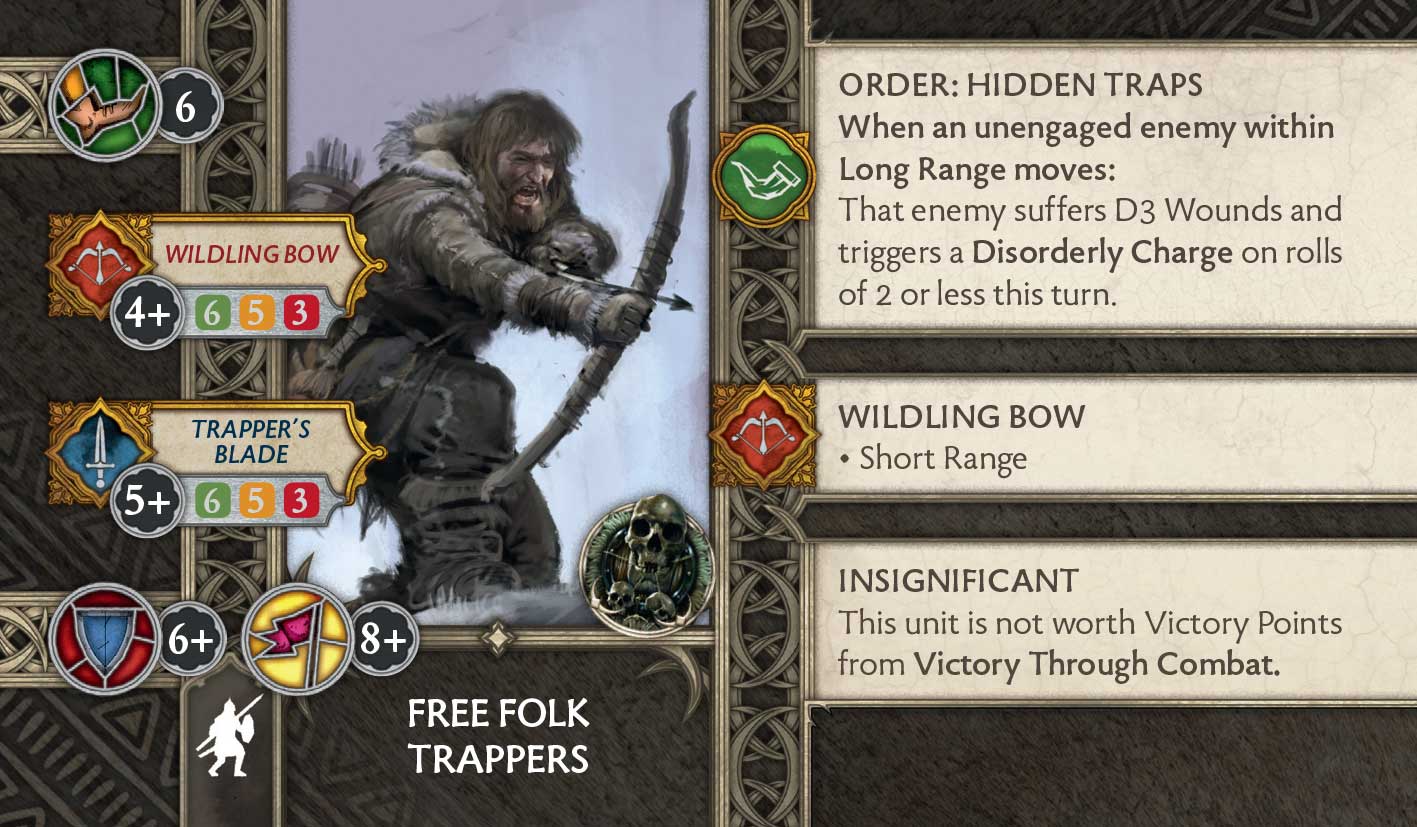 6
WILDLING BOW
4+ 6 5 3
TRAPPER'S
BLADE
5+ 6 5 3
6+ 8+
FREE FOLK
TRAPPERS
ORDER: HIDDEN TRAPS
When an unengaged enemy within
Long Range moves:
That enemy suffers D3 Wounds and
triggers a Disorderly Charge on rolls
of 2 or less this turn.
WILDLING BOW
• Short Range
INSIGNIFICANT
This unit is not worth Victory Points
from Victory Through Combat.